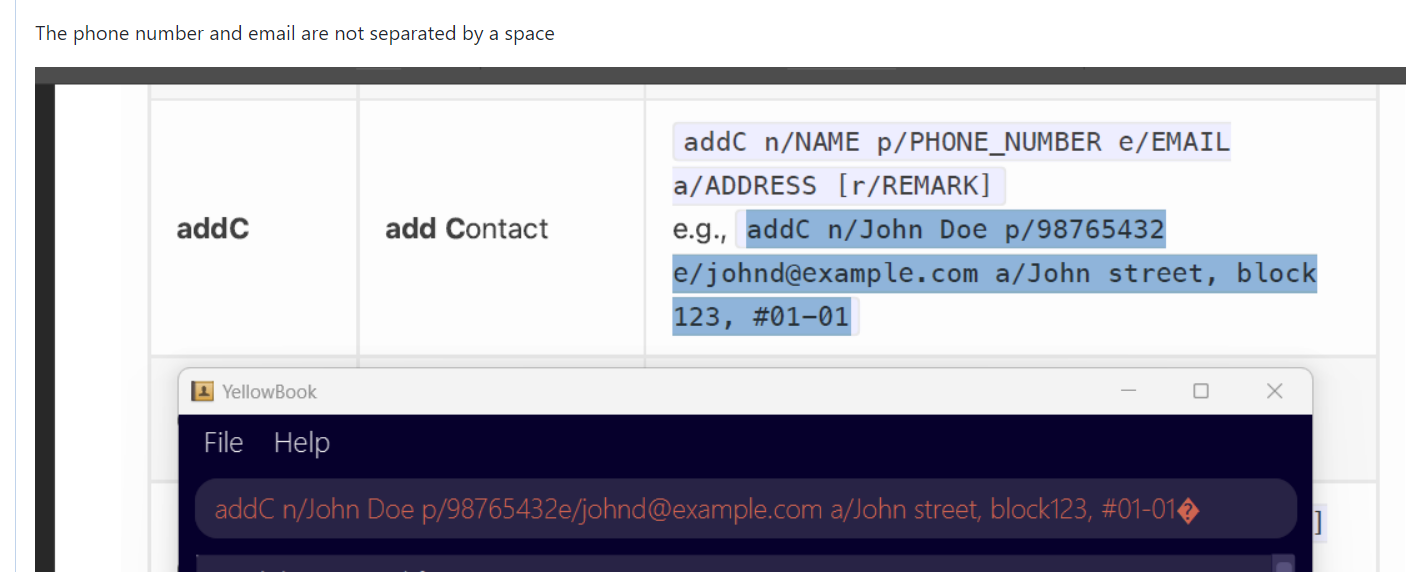 The phone number and email are not separated by a space
addC n/NAME p/PHONE_NUMBER e/EMAIL
a/ADDRESS [r/REMARK]
addC
add Contact
e.g., addC n/John Doe p/98765432
e/johnd@example.com a/John street, block
123, #01-01
YellowBook
File Help
addC n/John Doe p/98765432e/johnd@example.com a/John street, block123, #01-01�
]